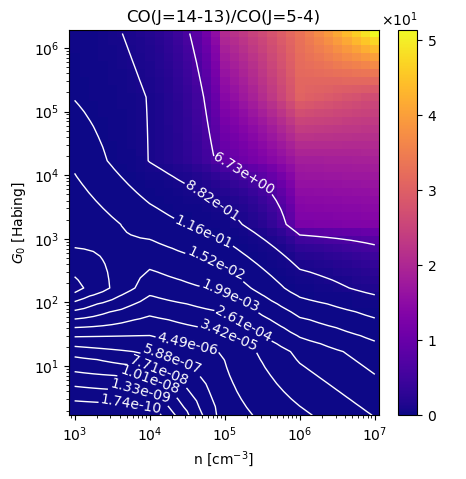 CO(J=14-13)/CO(J=5-4)
×10¹
10⁶
10⁵
10⁴
10³
10²
10¹
G₀ [Habing]
6.73e+00
8.82e-01
1.16e-01
1.52e-02
1.99e-03
2.61e-04
3.42e-05
4.49e-06
5.88e-07
7.71e-08
1.01e-08
1.33e-09
1.74e-10
10³
10⁴
10⁵
10⁶
10⁷
n [cm⁻³]
5
4
3
2
1
0